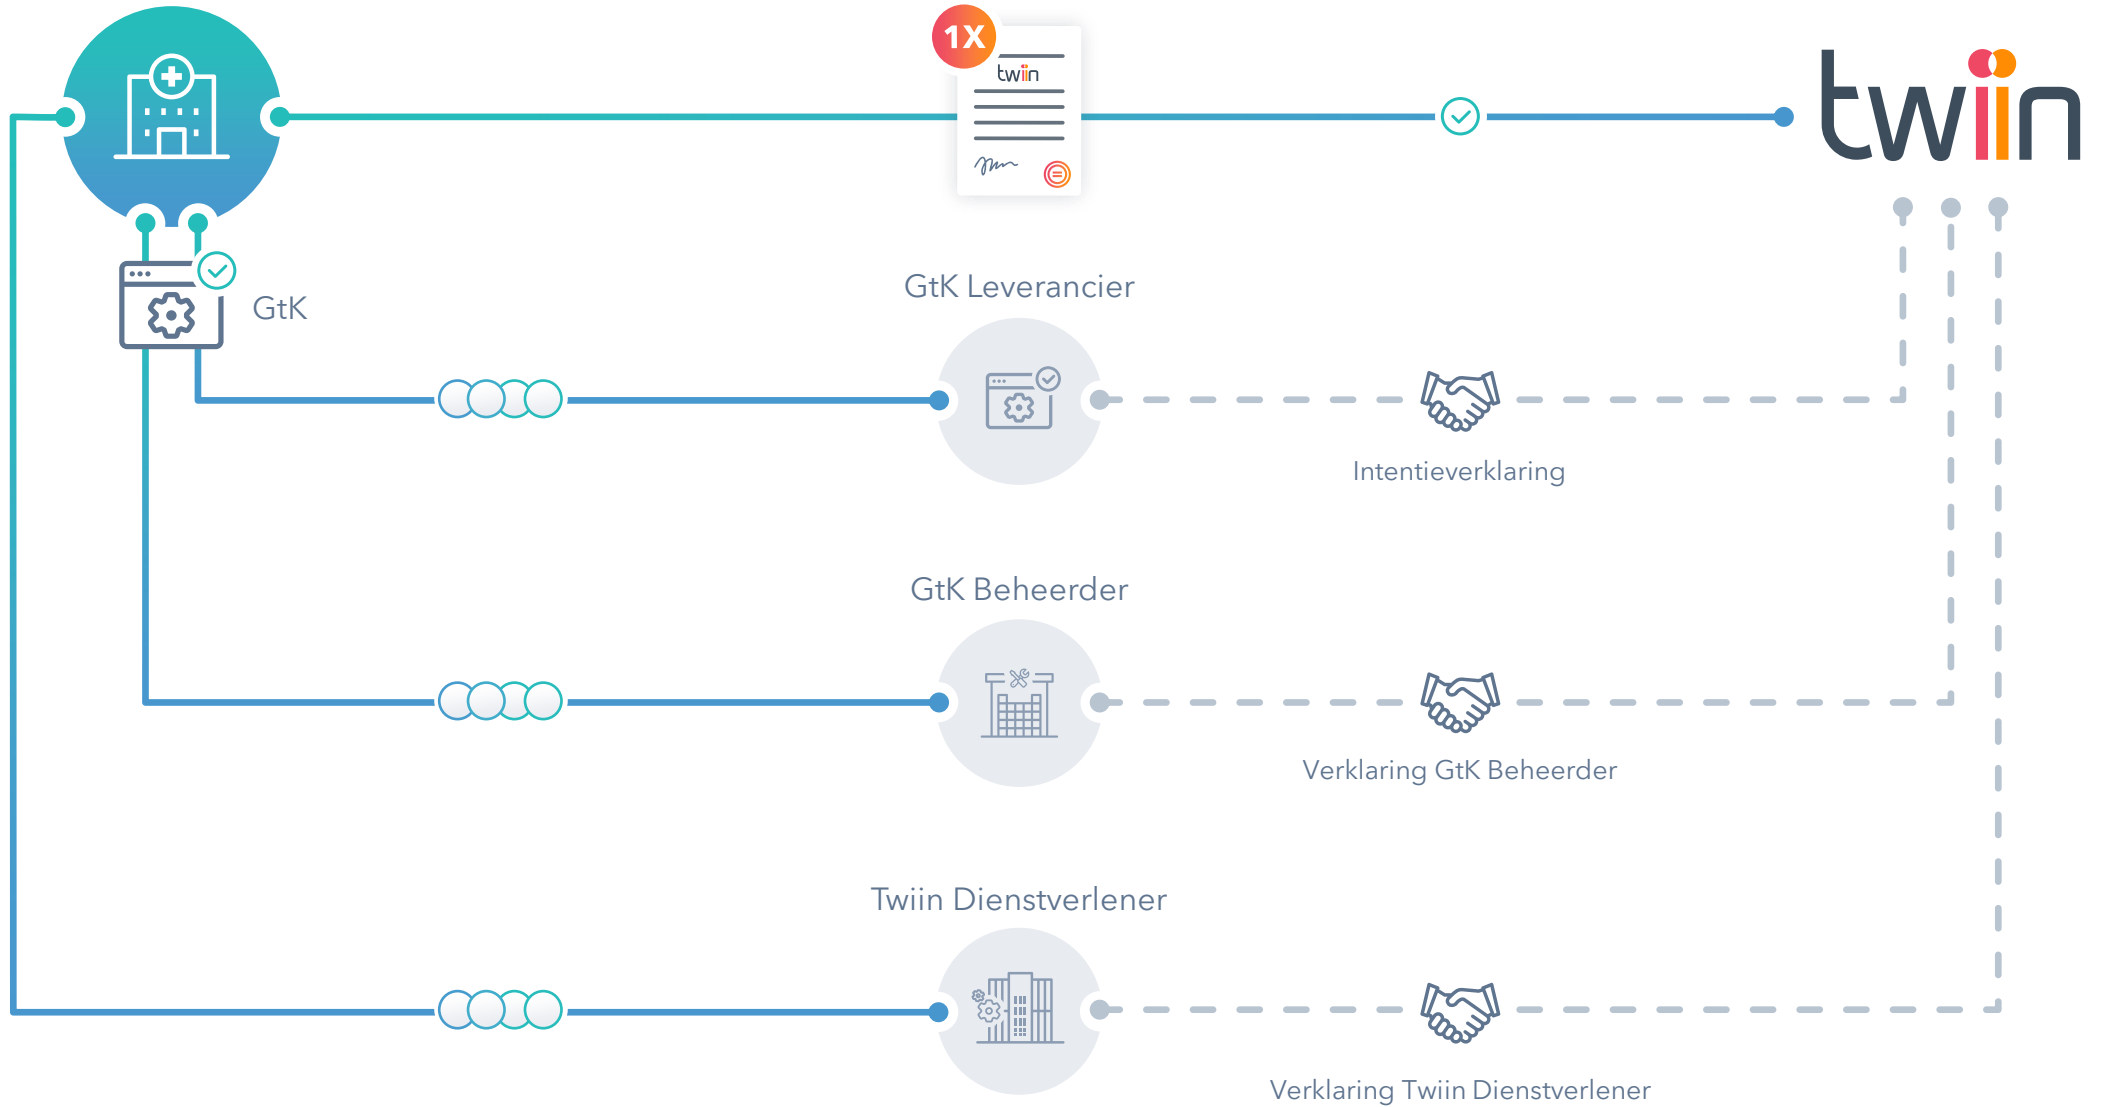 1X
twiin
twiin
GtK
GtK Leverancier
Intentieverklaring
GtK Beheerder
Verklaring GtK Beheerder
Twiin Dienstverlener
Verklaring Twiin Dienstverlener